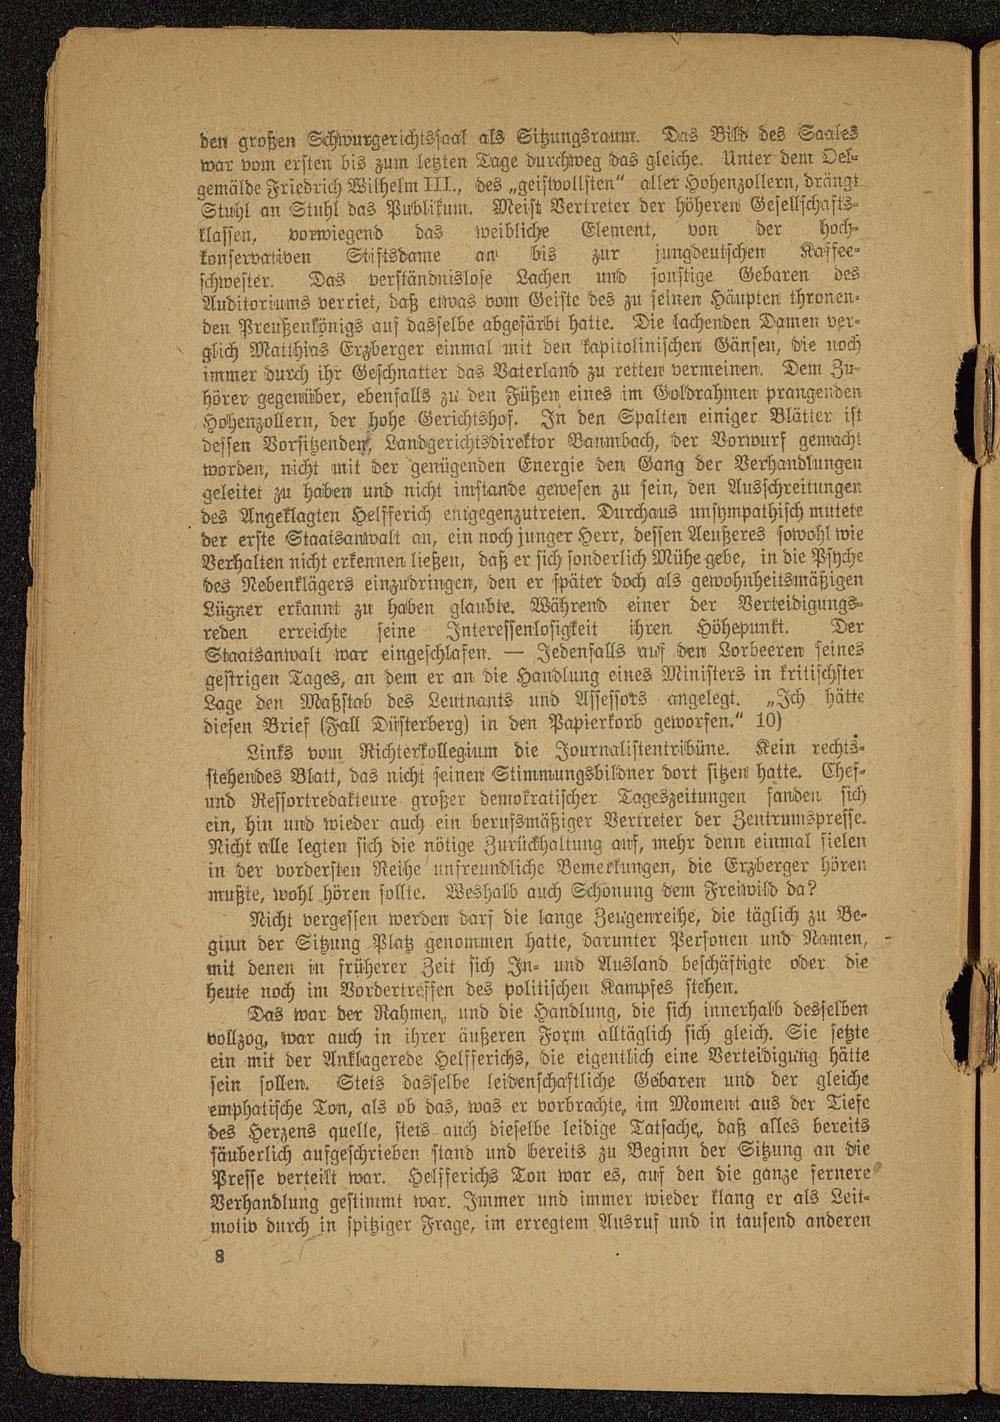 den großen Schwurgerichtssaal als Sitzungsraum. Das Bild des Saales
war vom ersten bis zum letzten Tage durchweg das gleiche. Unter dem Oel-
gemälde Friedrich Wilhelm III., des „geistvollsten“ aller Hohenzollern, drängt
Stuhl an Stuhl das Publikum. Meist Vertreter der höheren Gesellschafts-
klassen, vorwiegend das weibliche Element, von der hoch-
konservativen Stiftsdame an bis zur jungdeutschen Kaffee-
schwester. Das verständnislose Lachen und sonstige Gebaren des
Auditoriums verriet, daß etwas vom Geiste des zu seinen Häupten thronen-
den Preußenkönigs auf dasselbe abgefärbt hatte. Die lachenden Damen ver-
glich Matthias Erzberger einmal mit den kapitolinischen Gänsen, die noch
immer durch ihr Geschnatter das Vaterland zu retten vermeinen. Dem Zu-
hörer gegenüber, ebenfalls zu den Füßen eines im Goldrahmen prangenden
Hohenzollern, der hohe Gerichtshof. In den Spalten einiger Blätter ist
dessen Vorsitzenden, Landgerichtsdirektor Baumbach, der Vorwurf gemacht
worden, nicht mit der genügenden Energie den Gang der Verhandlungen
geleitet zu haben und nicht imstande gewesen zu sein, den Ausschreitungen
des Angeklagten Helfferich entgegenzutreten. Durchaus unsympathisch mutete
der erste Staatsanwalt an, ein noch junger Herr, dessen Aeußeres sowohl wie
Verhalten nicht erkennen ließen, daß er sich sonderlich Mühe gebe, in die Psyche
des Nebenklägers einzudringen, den er später doch als gewohnheitsmäßigen
Lügner erkannt zu haben glaubte. Während einer der Verteidigungs-
reden erreichte seine Interessenlosigkeit ihren Höhepunkt. Der
Staatsanwalt war eingeschlafen. — Jedenfalls auf den Lorbeeren seines
gestrigen Tages, an dem er an die Handlung eines Ministers in kritischster
Lage den Maßstab des Leutnants und Assessors angelegt. „Ich hätte
diesen Brief (Fall Düsterberg) in den Papierkorb geworfen.“ 10)
Links vom Richterkollegium die Journalistentribüne. Kein rechts-
stehendes Blatt, das nicht seinen Stimmungsbildner dort sitzen hatte. Chef-
und Ressortredakteure großer demokratischer Tageszeitungen fanden sich
ein, hin und wieder auch ein berufsmäßiger Vertreter der Zentrumspresse.
Nicht alle legten sich die nötige Zurückhaltung auf, mehr denn einmal fielen
in der vordersten Reihe unfreundliche Bemerkungen, die Erzberger hören
mußte, wohl hören sollte. Weshalb auch Schonung dem Freiwild da?
Nicht vergessen werden darf die lange Zeugenreihe, die täglich zu Be-
ginn der Sitzung Platz genommen hatte, darunter Personen und Namen,
mit denen in früherer Zeit sich In- und Ausland beschäftigte oder die
heute noch im Vordertreffen des politischen Kampfes stehen.
Das war der Rahmen, und die Handlung, die sich innerhalb desselben
vollzog, war auch in ihrer äußeren Form alltäglich sich gleich. Sie setzte
ein mit der Anklagerede Helfferichs, die eigentlich eine Verteidigung hätte
sein sollen. Stets dasselbe leidenschaftliche Gebaren und der gleiche
emphatische Ton, als ob das, was er vorbrachte, im Moment aus der Tiefe
des Herzens quelle, stets auch dieselbe leidige Tatsache, daß alles bereits
säuberlich aufgeschrieben stand und bereits zu Beginn der Sitzung an die
Presse verteilt war. Helfferichs Ton war es, auf den die ganze fernere
Verhandlung gestimmt war. Immer und immer wieder klang er als Leit-
motiv durch in spitziger Frage, im erregtem Ausruf und in tausend anderen
8